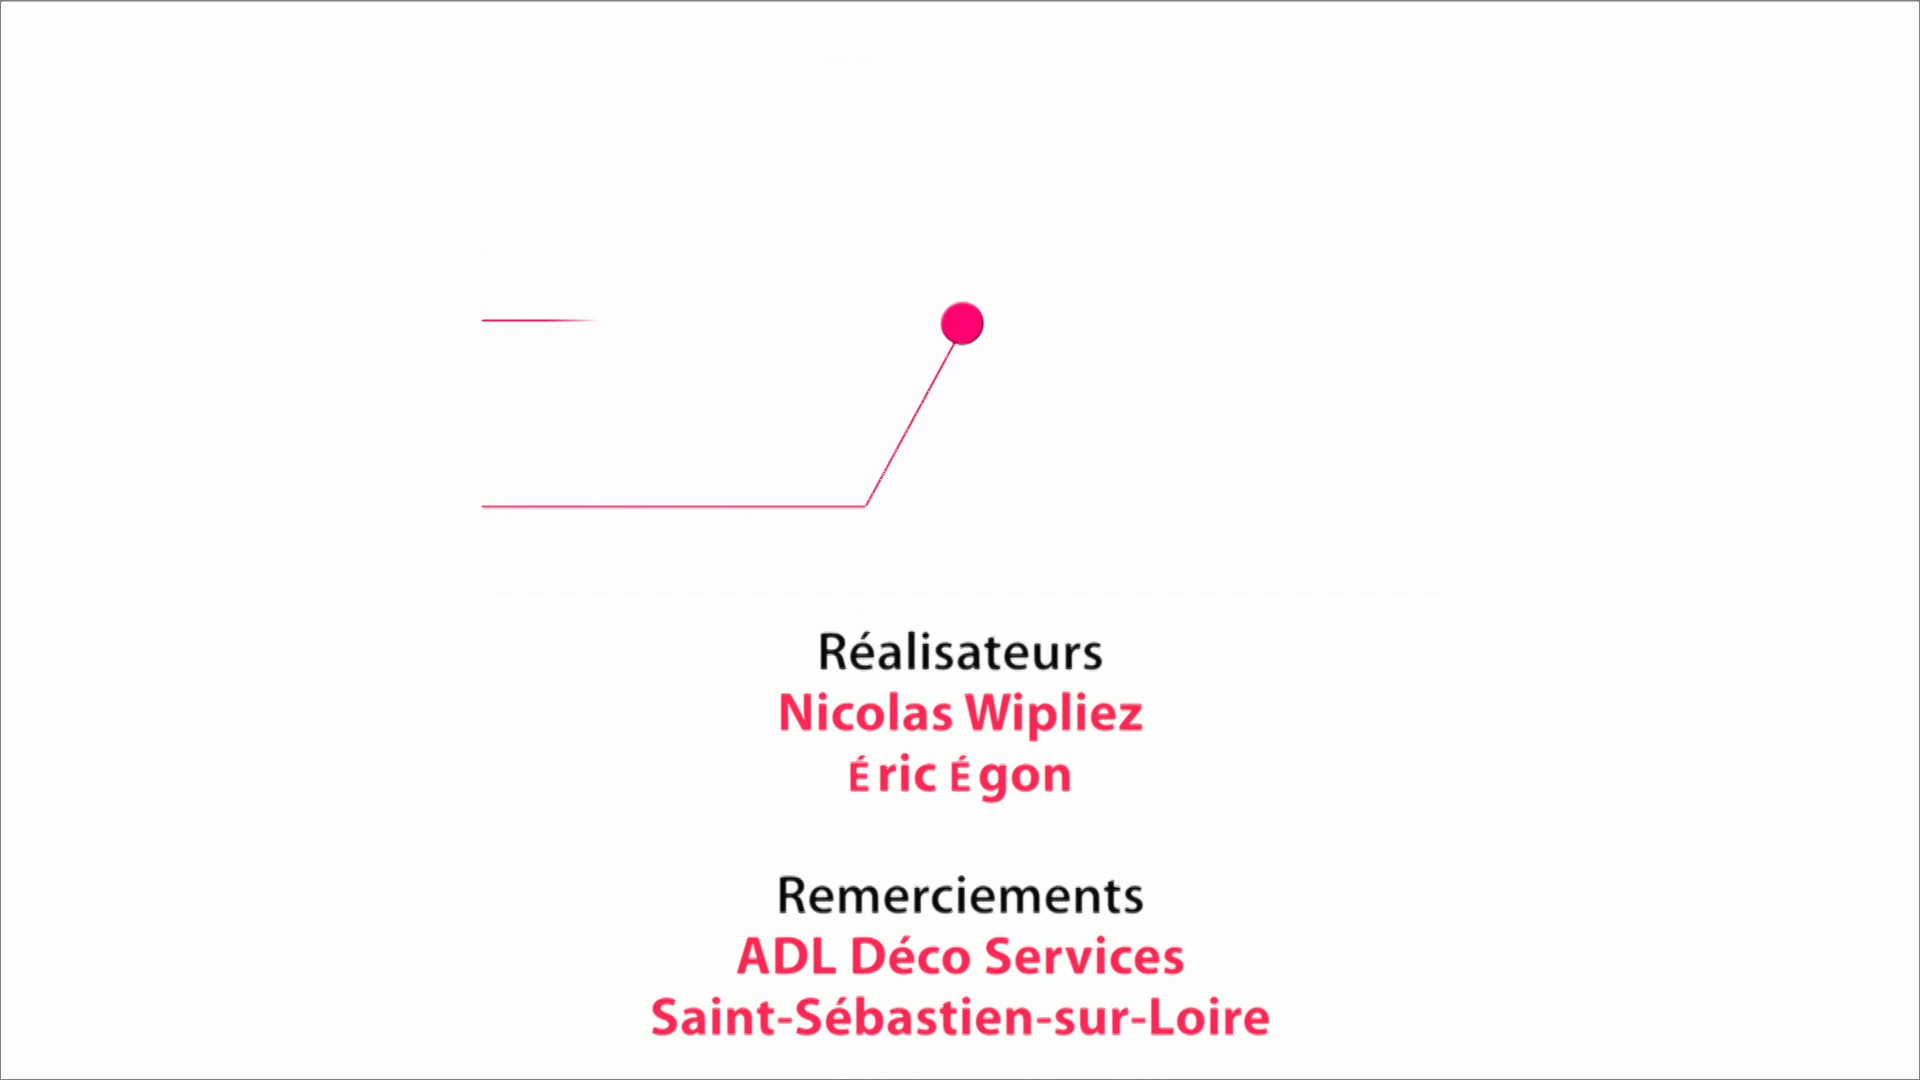 Réalisateurs
Nicolas Wipliez
Éric Égon
Remerciements
ADL Déco Services
Saint-Sébastien-sur-Loire